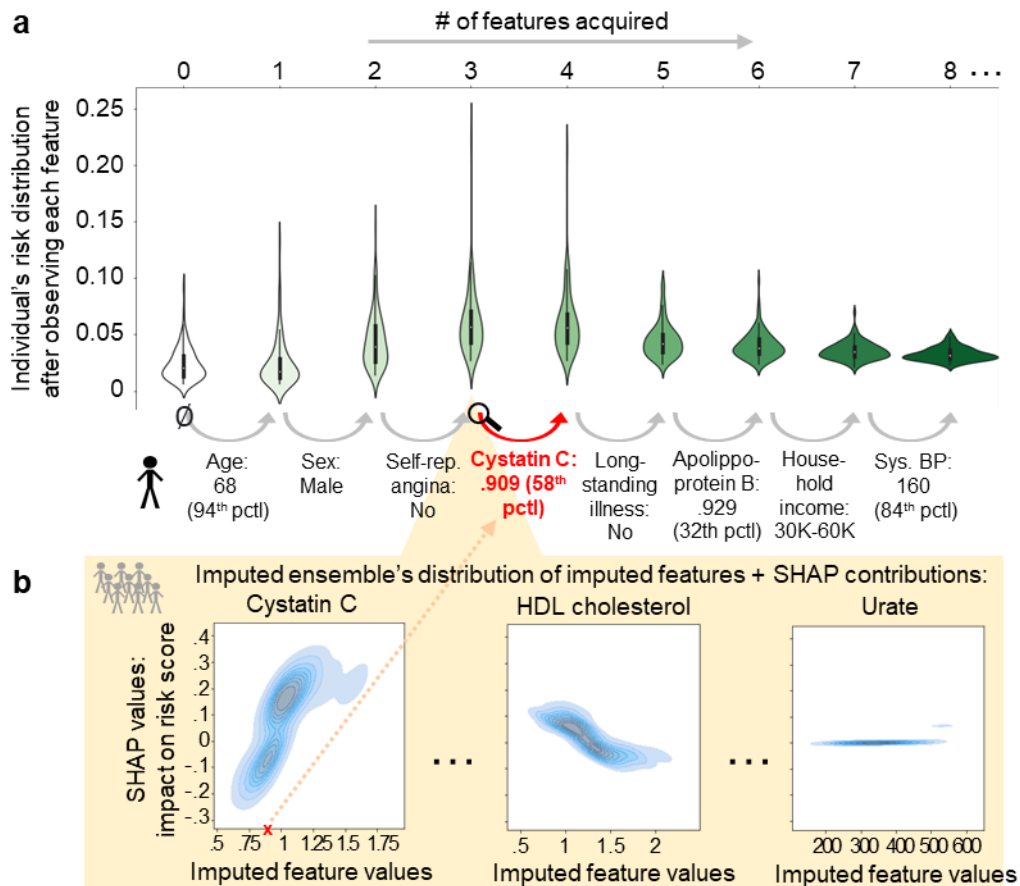 a
# of features acquired
0 1 2 3 4 5 6 7 8 ...
Individual's risk distribution
after observing each feature
0.25
0.20
0.15
0.10
0.05
0
Ø
Age:
68
(94th pctl)
Sex:
Male
Self-rep.
angina:
No
Cystatin C:
.909 (58th
pctl)
Long-
standing
illness:
No
Apolippo-
protein B:
.929
(32th pctl)
House-
hold
income:
30K-60K
Sys. BP:
160
(84th pctl)
b
Imputed ensemble's distribution of imputed features + SHAP contributions:
Cystatin C
SHAP values:
impact on risk score
.4
.3
.2
.1
0
-.1
-.2
-.3
x
.5 .75 1 1.25 1.5 1.75
Imputed feature values
...
HDL cholesterol
.5 1 1.5 2
Imputed feature values
...
Urate
200 300 400 500 600
Imputed feature values